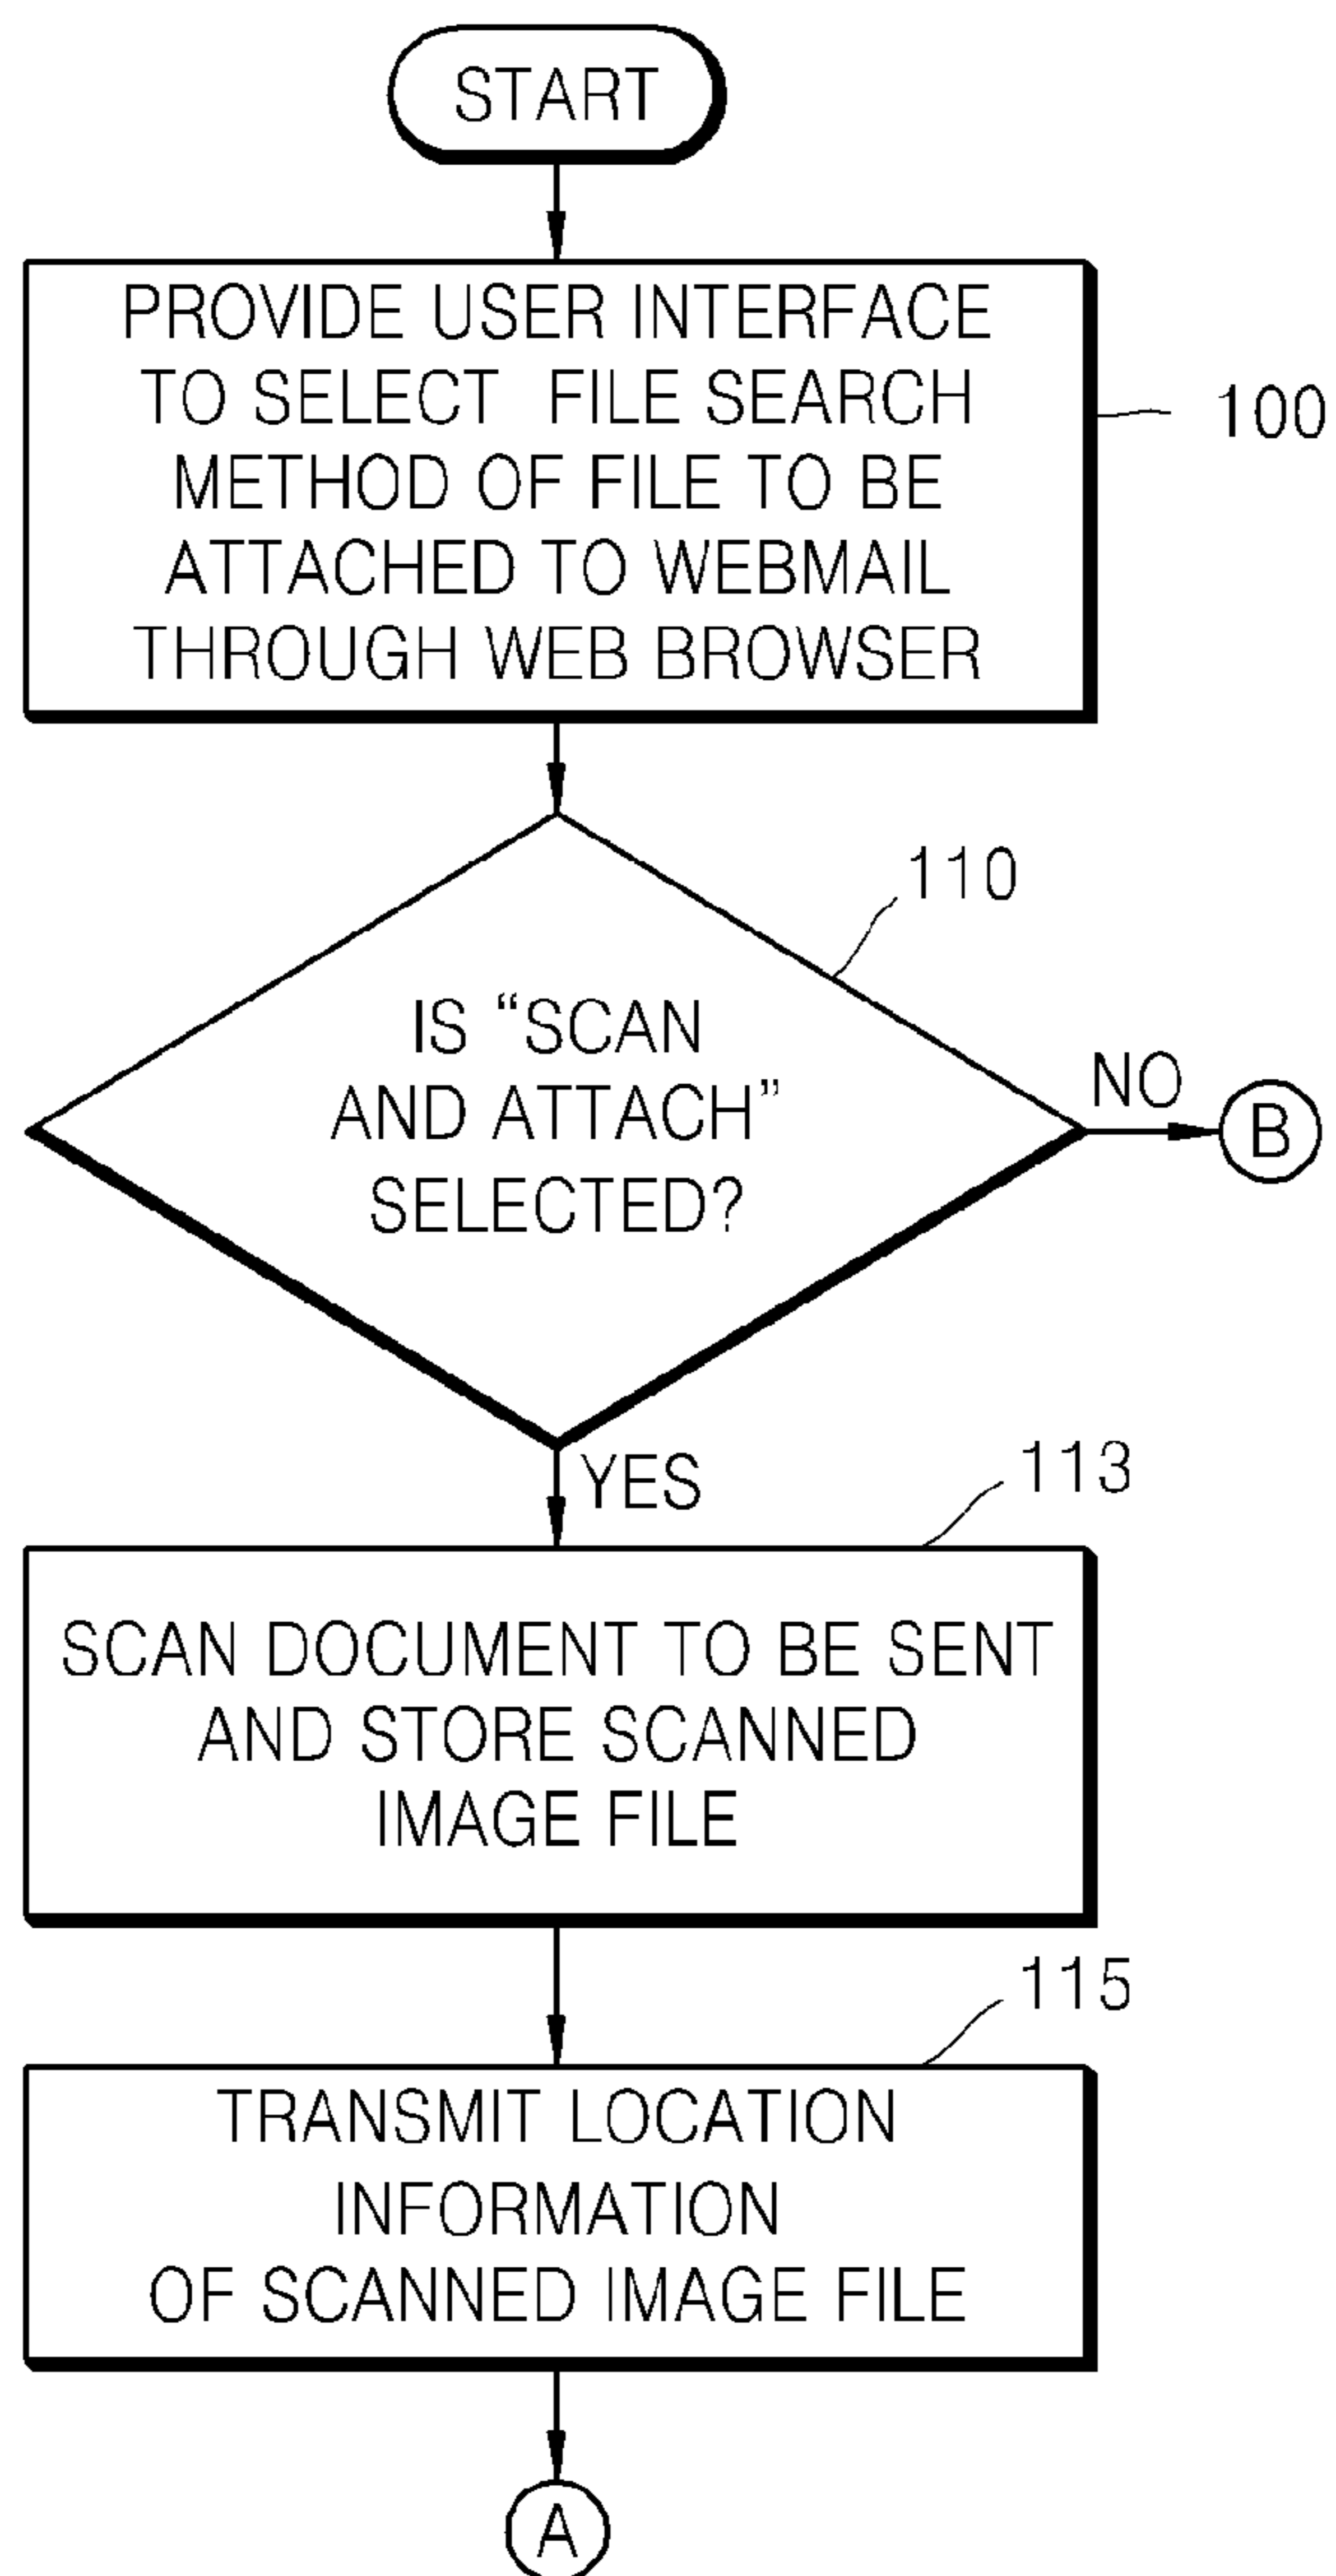 START
PROVIDE USER INTERFACE
TO SELECT FILE SEARCH
METHOD OF FILE TO BE
ATTACHED TO WEBMAIL
THROUGH WEB BROWSER
100
110
IS “SCAN
AND ATTACH”
SELECTED?
NO
B
YES
113
SCAN DOCUMENT TO BE SENT
AND STORE SCANNED
IMAGE FILE
115
TRANSMIT LOCATION
INFORMATION
OF SCANNED IMAGE FILE
A